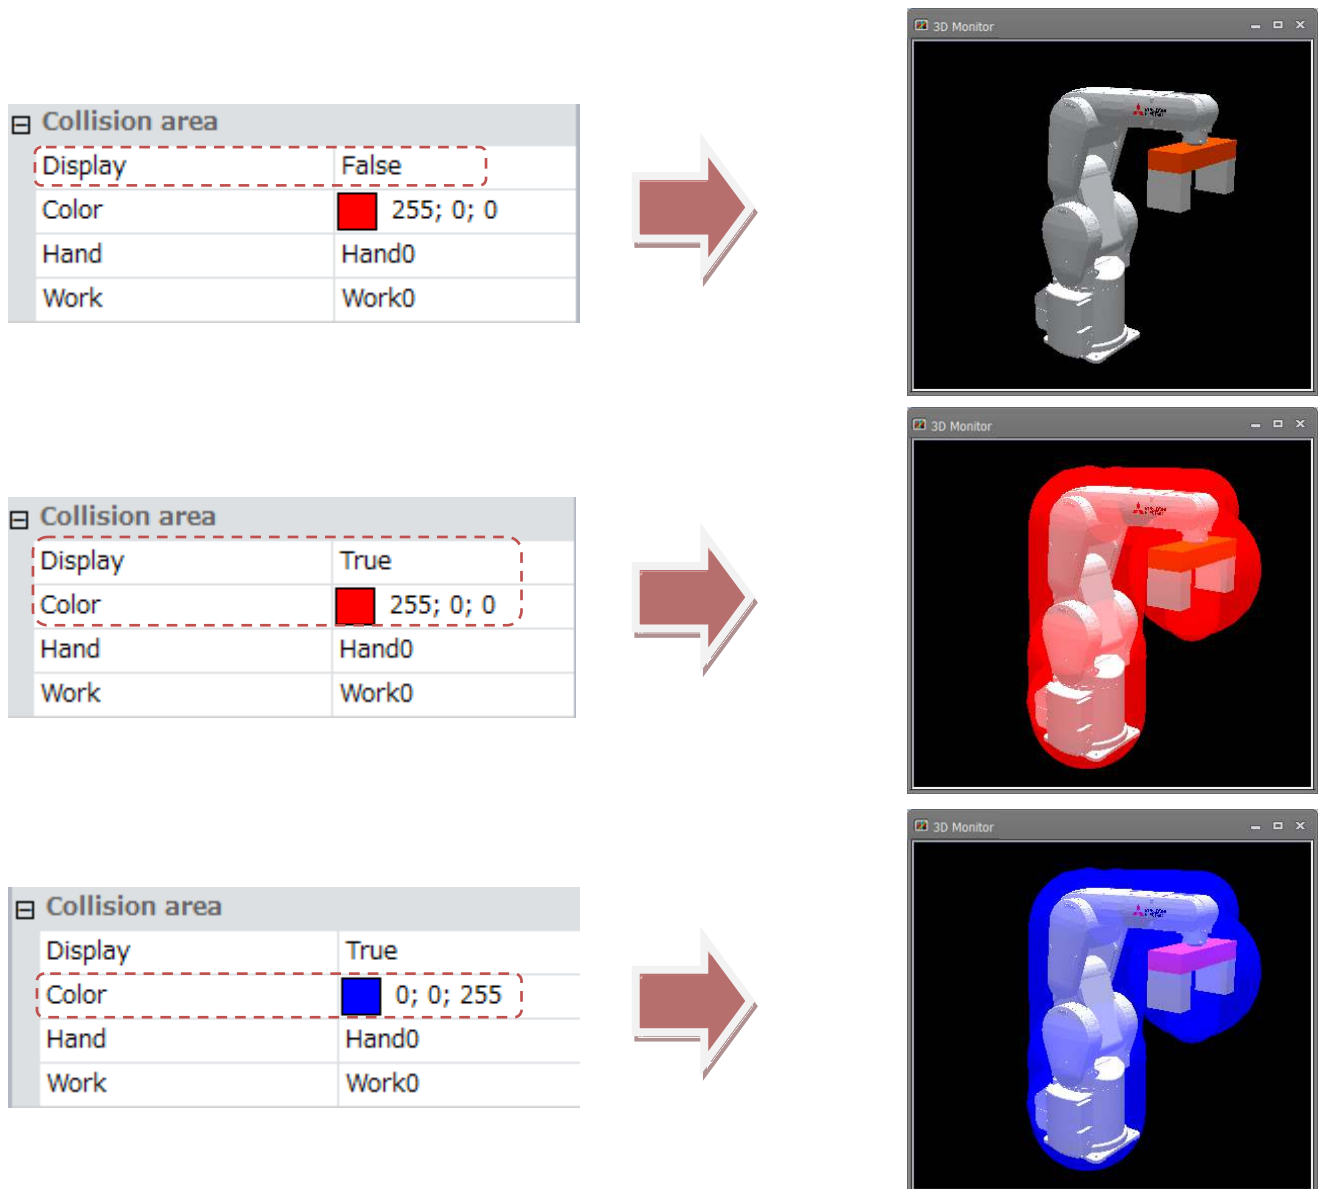 3D Monitor
Collision area
Display False
Color 255; 0; 0
Hand Hand0
Work Work0
3D Monitor
Collision area
Display True
Color 255; 0; 0
Hand Hand0
Work Work0
3D Monitor
Collision area
Display True
Color 0; 0; 255
Hand Hand0
Work Work0